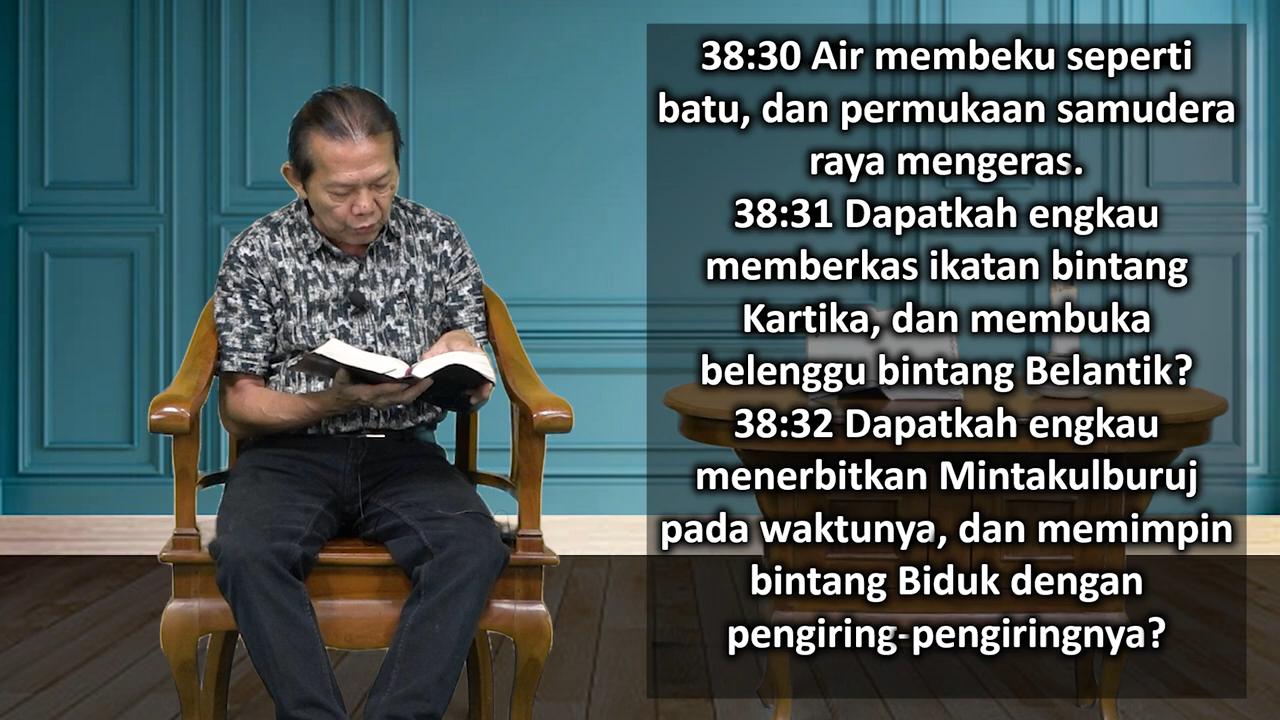 38:30 Air membeku seperti
batu, dan permukaan samudera
raya mengeras.
38:31 Dapatkah engkau
memberkas ikatan bintang
Kartika, dan membuka
belenggu bintang Belantik?
38:32 Dapatkah engkau
menerbitkan Mintakulburuj
pada waktunya, dan memimpin
bintang Biduk dengan
pengiring-pengiringnya?